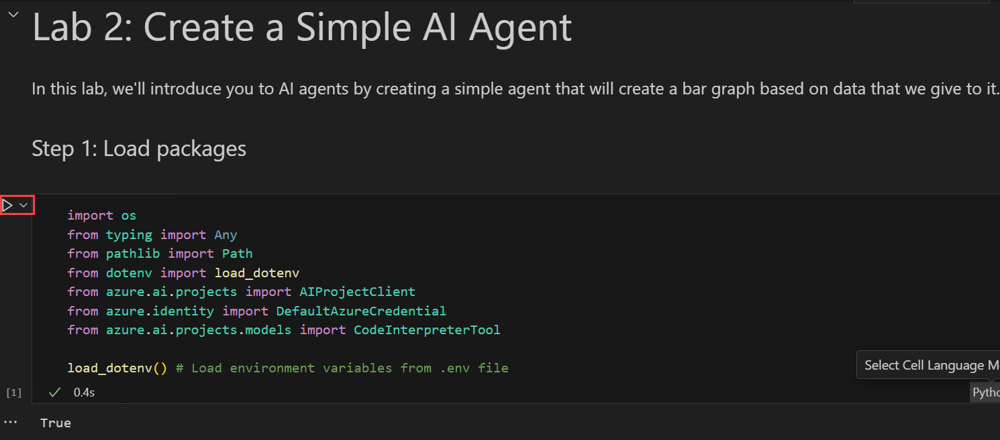 Lab 2: Create a Simple AI Agent
In this lab, we'll introduce you to AI agents by creating a simple agent that will create a bar graph based on data that we give to it.
Step 1: Load packages
import os
from typing import Any
from pathlib import Path
from dotenv import load_dotenv
from azure.ai.projects import AIProjectClient
from azure.identity import DefaultAzureCredential
from azure.ai.projects.models import CodeInterpreterTool
load_dotenv() # Load environment variables from .env file
Select Cell Language M
[1] 0.4s
Pytho
True